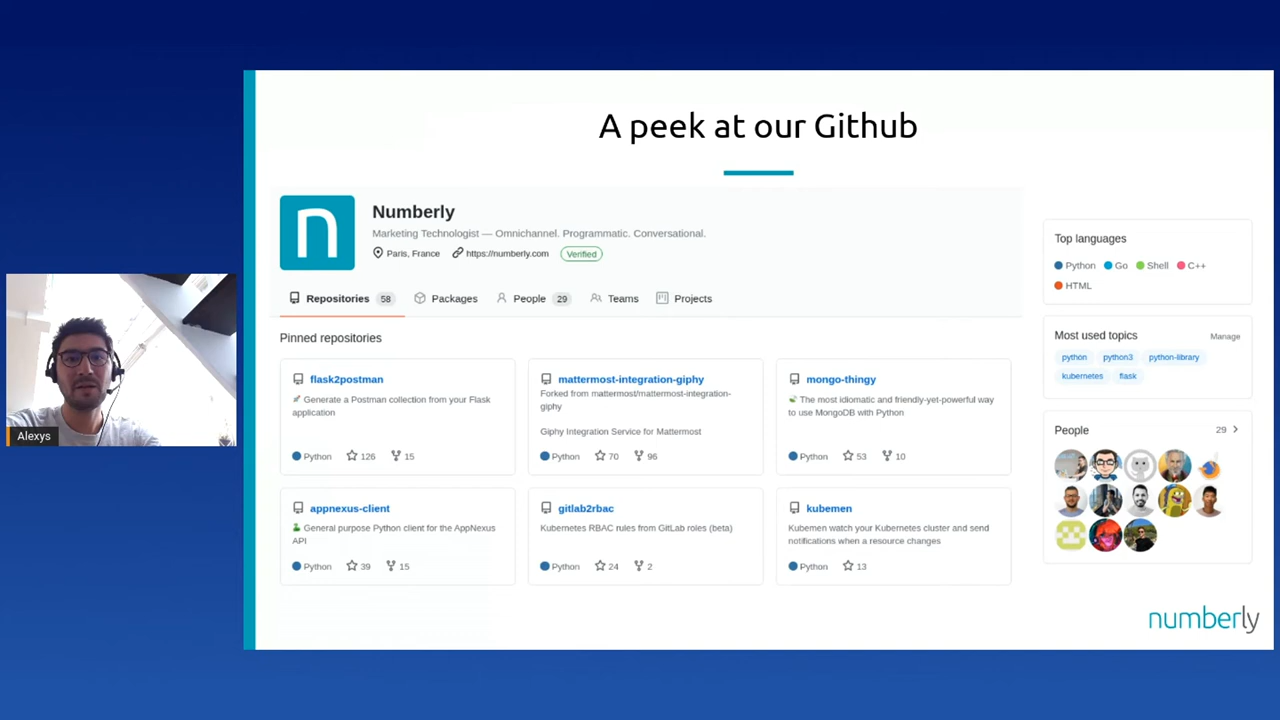 A peek at our Github
n
Numberly
Marketing Technologist — Omnichannel. Programmatic. Conversational.
Paris, France https://numberly.com Verified
Repositories 58 Packages People 29 Teams Projects
Pinned repositories
flask2postman
Generate a Postman collection from your Flask
application
Python 126 15
mattermost-integration-giphy
Forked from mattermost/mattermost-integration-
giphy
Giphy Integration Service for Mattermost
Python 70 96
mongo-thingy
The most idiomatic and friendly-yet-powerful way
to use MongoDB with Python
Python 53 10
appnexus-client
General purpose Python client for the AppNexus
API
Python 39 15
gitlab2rbac
Kubernetes RBAC rules from GitLab roles (beta)
Python 24 2
kubemen
Kubemen watch your Kubernetes cluster and send
notifications when a resource changes
Python 13
Top languages
Python Go Shell C++
HTML
Most used topics Manage
python python3 python-library
kubernetes flask
People 29
Alexys
numberly